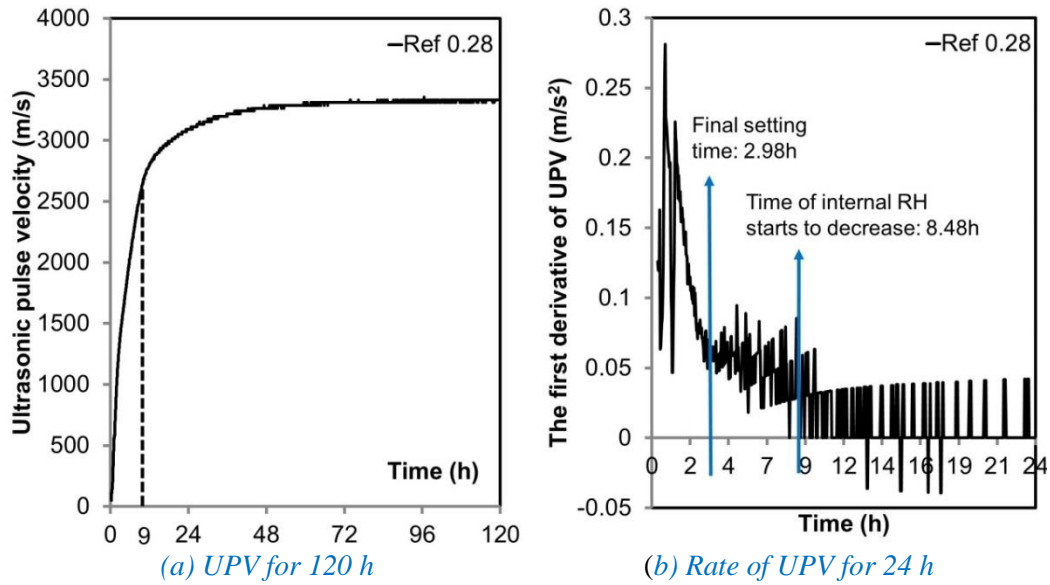 4000
3500
3000
2500
2000
1500
1000
500
0
Ultrasonic pulse velocity (m/s)
Ref 0.28
Time (h)
0 9 24 48 72 96 120
(a) UPV for 120 h
0.3
0.25
0.2
0.15
0.1
0.05
0
-0.05
The first derivative of UPV (m/s²)
Ref 0.28
Final setting
time: 2.98h
Time of internal RH
starts to decrease: 8.48h
0 2 4 7 9 12 14 16 19 21 24
Time (h)
(b) Rate of UPV for 24 h